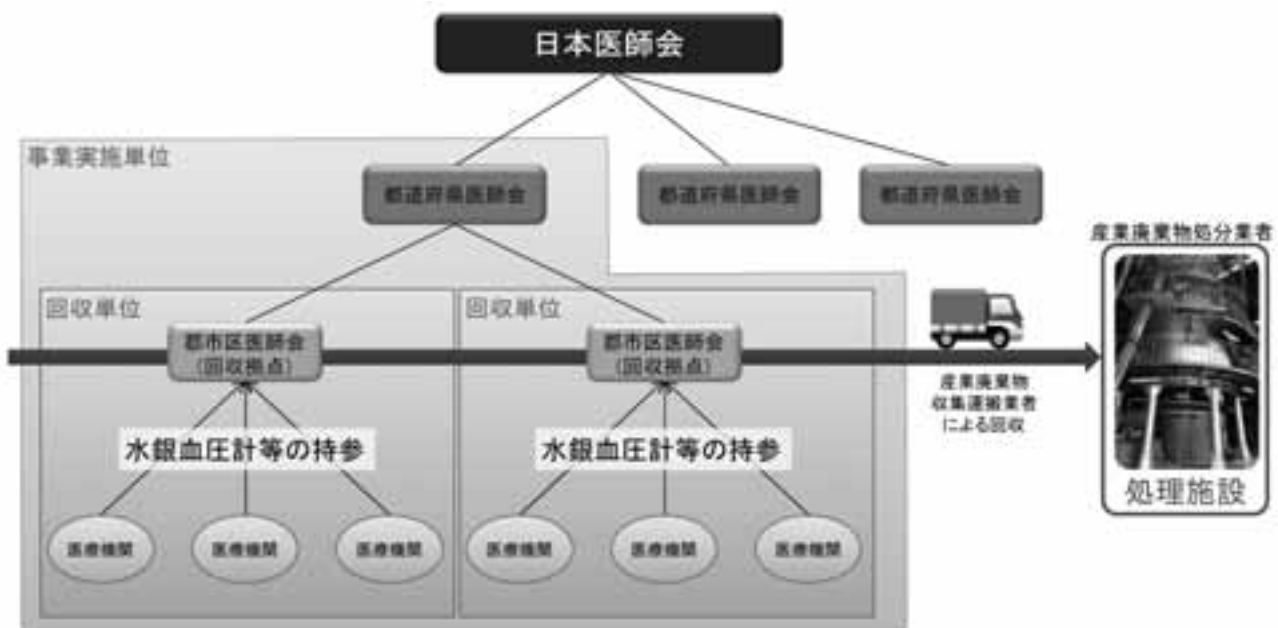 日本医師会
事業実施単位
都道府県医師会
都道府県医師会
都道府県医師会
産業廃棄物処分業者
回収単位
回収単位
郡市区医師会
(回収拠点)
郡市区医師会
(回収拠点)
産業廃棄物
収集運搬業者
による回収
水銀血圧計等の持参
水銀血圧計等の持参
処理施設
医療機関
医療機関
医療機関
医療機関
医療機関
医療機関